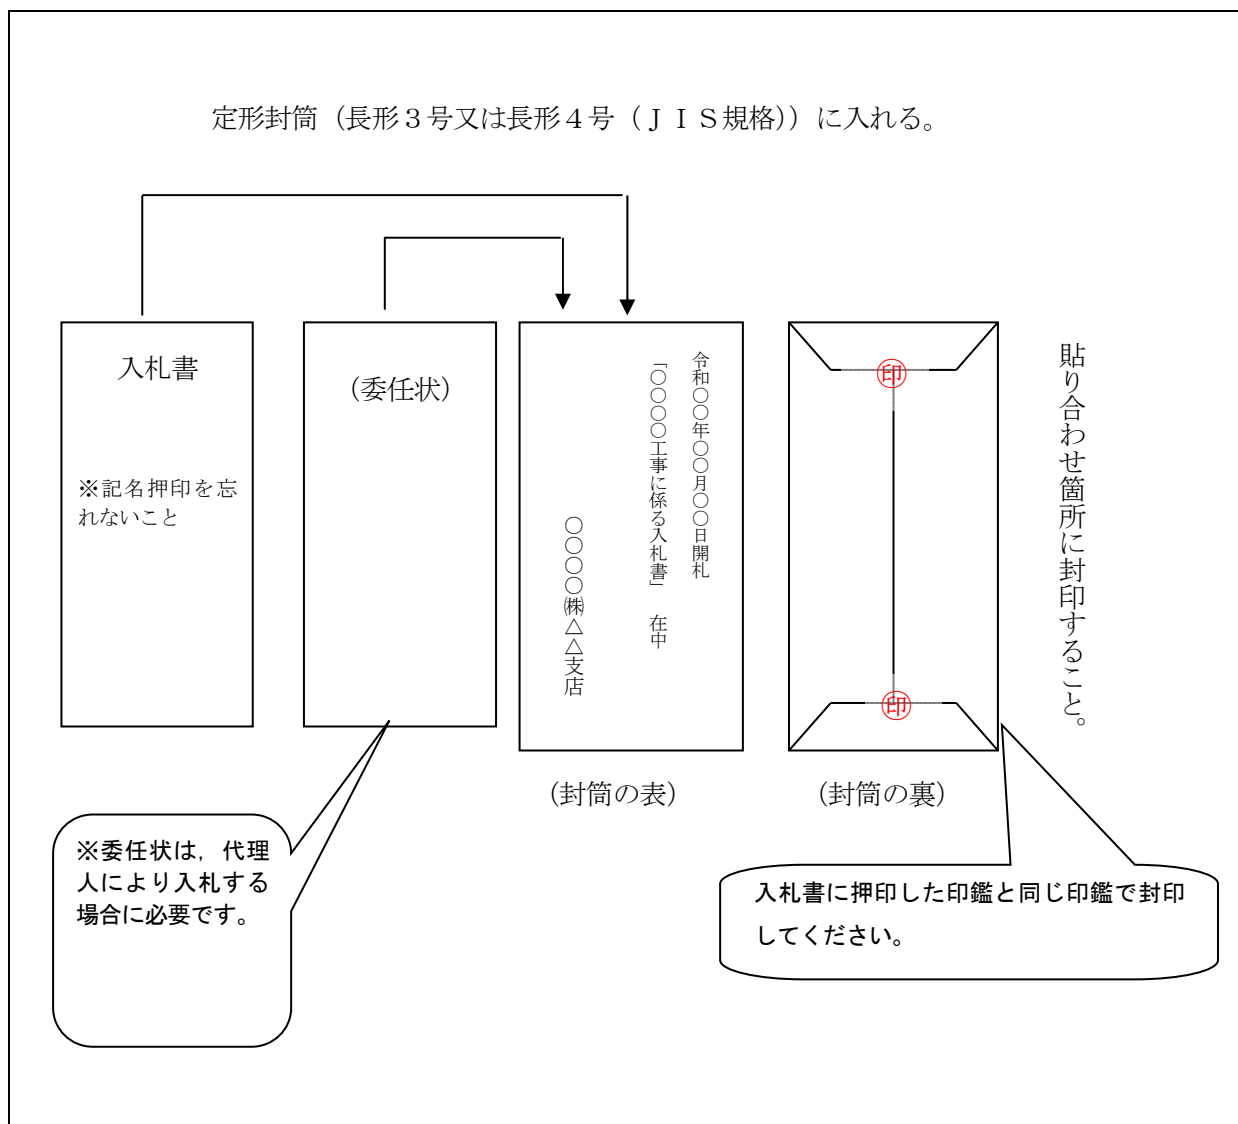 定形封筒（長形３号又は長形４号（ＪＩＳ規格））に入れる。
入札書
※記名押印を忘
れないこと
（委任状）
令和〇〇年〇〇月〇〇日開札
「〇〇〇〇工事に係る入札書」　在中
〇〇〇〇㈱△△支店
印
印
貼り合わせ箇所に封印すること。
（封筒の表）
（封筒の裏）
※委任状は，代理
人により入札する
場合に必要です。
入札書に押印した印鑑と同じ印鑑で封印
してください。